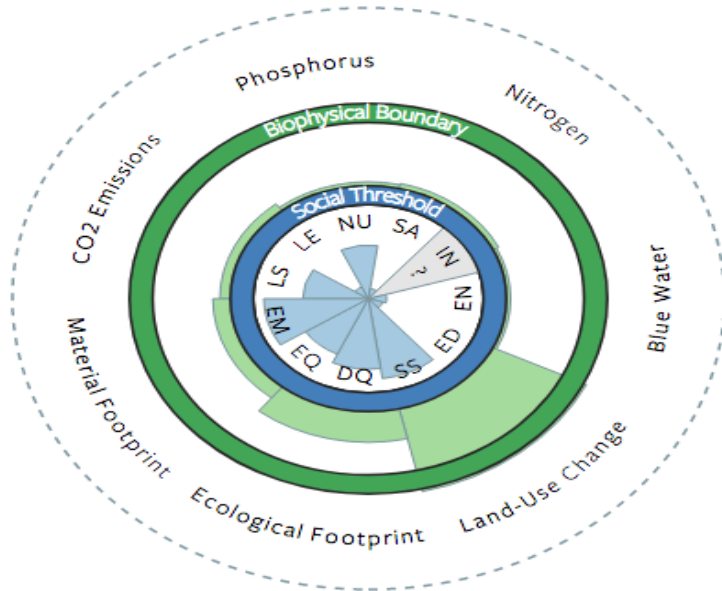 Phosphorus
Nitrogen
Biophysical Boundary
CO2 Emissions
Social Threshold
NU
SA
LE
IN
?
LS
EN
Blue Water
EM
ED
EQ
DQ
SS
Material Footprint
Land-Use Change
Ecological Footprint